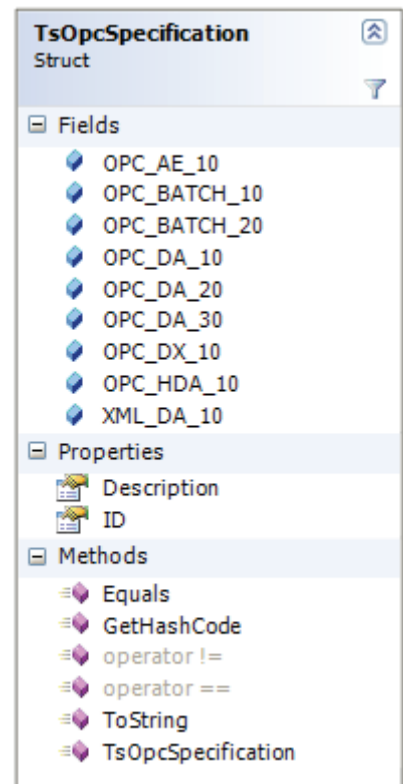 TsOpcSpecification
Struct
Fields
OPC_AE_10
OPC_BATCH_10
OPC_BATCH_20
OPC_DA_10
OPC_DA_20
OPC_DA_30
OPC_DX_10
OPC_HDA_10
XML_DA_10
Properties
Description
ID
Methods
Equals
GetHashCode
operator !=
operator ==
ToString
TsOpcSpecification